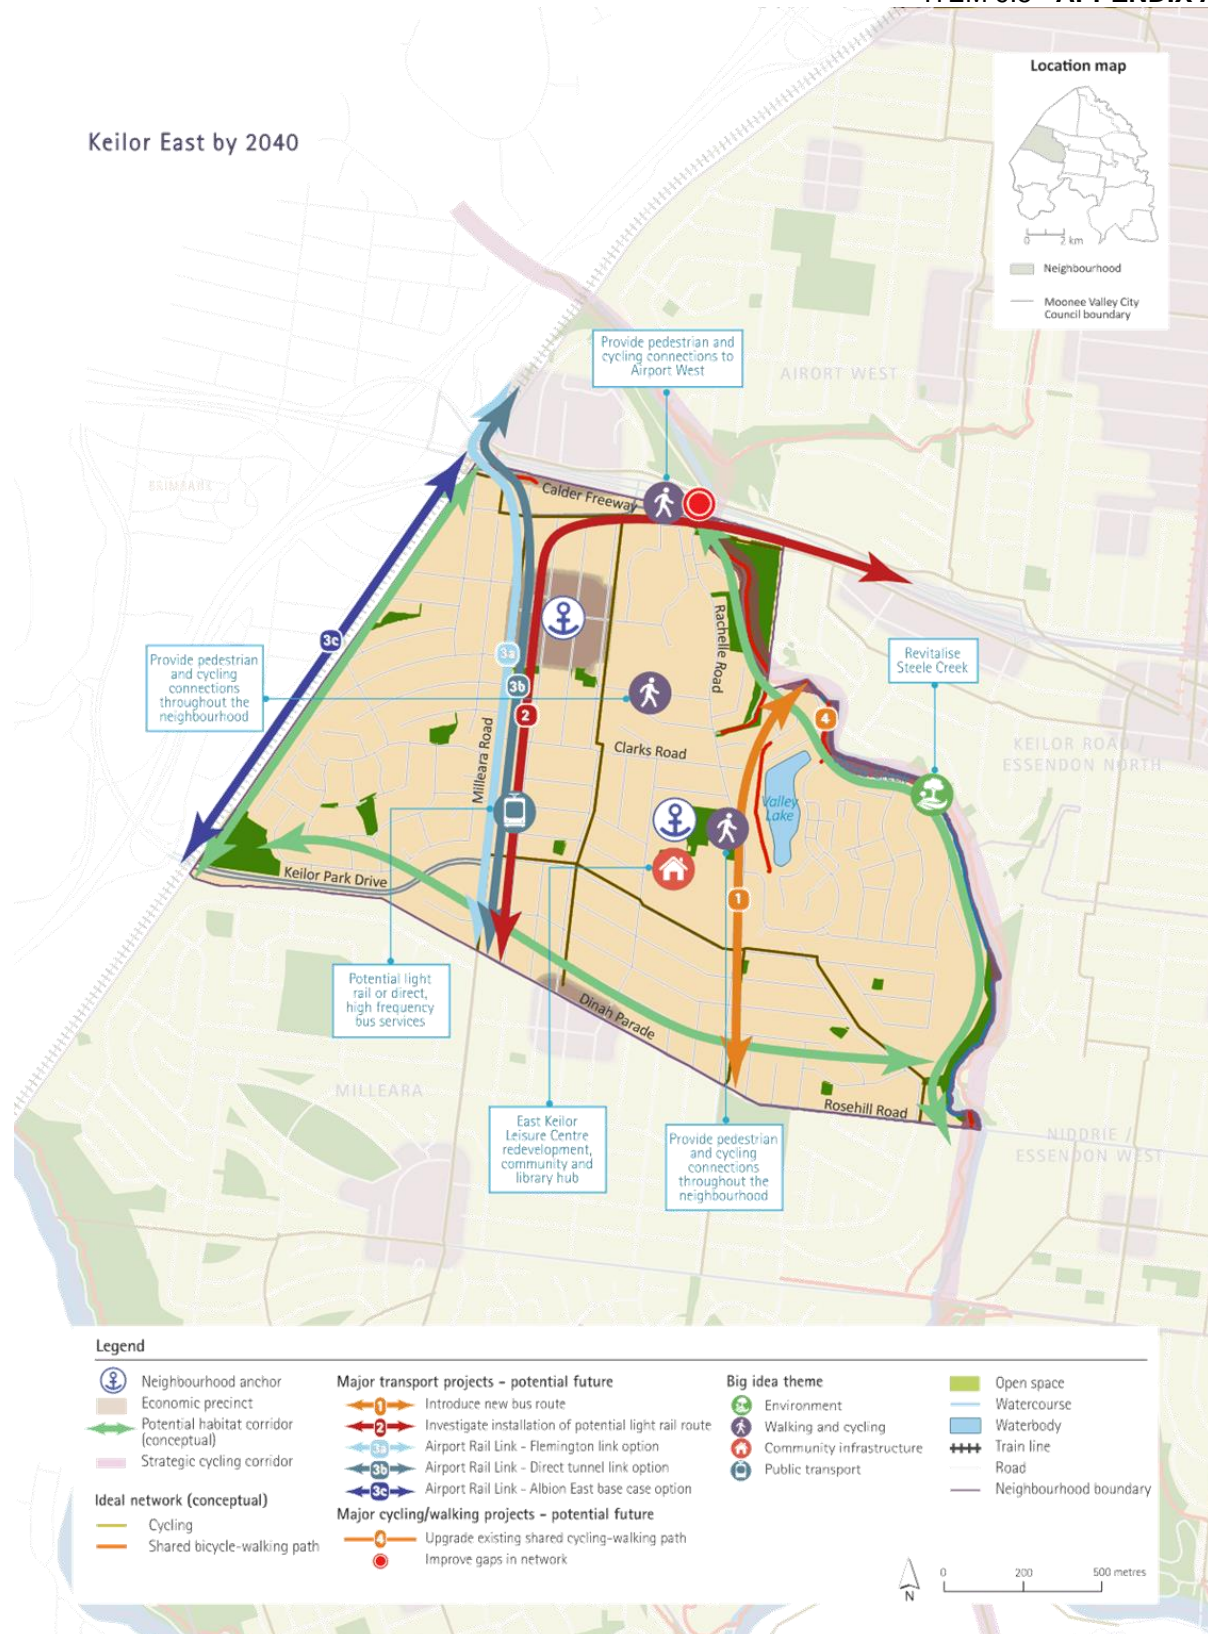 Keilor East by 2040
Location map
0 2 km
Neighbourhood
Moonee Valley City
Council boundary
Provide pedestrian and
cycling connections to
Airport West
AIRORT WEST
BRIMBANK
Calder Freeway
3c
Provide pedestrian
and cycling
connections
throughout the
neighbourhood
3a
3b
2
Rachelle Road
Revitalise
Steele Creek
4
Milleara Road
Clarks Road
KEILOR ROAD /
ESSENDON NORTH
Valley
Lake
Keilor Park Drive
1
Potential light
rail or direct,
high frequency
bus services
Dinah Parade
MILLEARA
East Keilor
Leisure Centre
redevelopment,
community and
library hub
Provide pedestrian
and cycling
connections
throughout the
neighbourhood
Rosehill Road
NIDDRIE /
ESSENDON WEST
Legend
Neighbourhood anchor
Economic precinct
Potential habitat corridor
(conceptual)
Strategic cycling corridor
Ideal network (conceptual)
Cycling
Shared bicycle-walking path
Major transport projects - potential future
1 Introduce new bus route
2 Investigate installation of potential light rail route
3a Airport Rail Link - Flemington link option
3b Airport Rail Link - Direct tunnel link option
3c Airport Rail Link - Albion East base case option
Major cycling/walking projects - potential future
4 Upgrade existing shared cycling-walking path
Improve gaps in network
Big idea theme
Environment
Walking and cycling
Community infrastructure
Public transport
Open space
Watercourse
Waterbody
Train line
Road
Neighbourhood boundary
N
0 200 500 metres